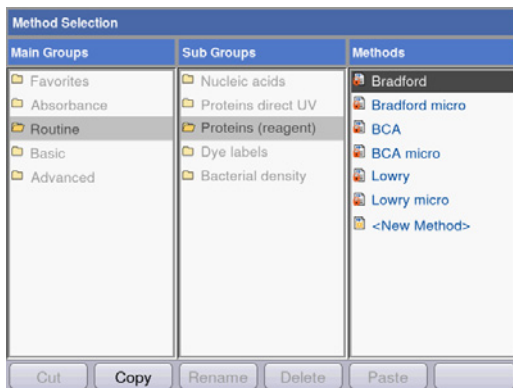 Method Selection
Main Groups
Sub Groups
Methods
Favorites
Absorbance
Routine
Basic
Advanced
Nucleic acids
Proteins direct UV
Proteins (reagent)
Dye labels
Bacterial density
Bradford
Bradford micro
BCA
BCA micro
Lowry
Lowry micro
<New Method>
Cut
Copy
Rename
Delete
Paste